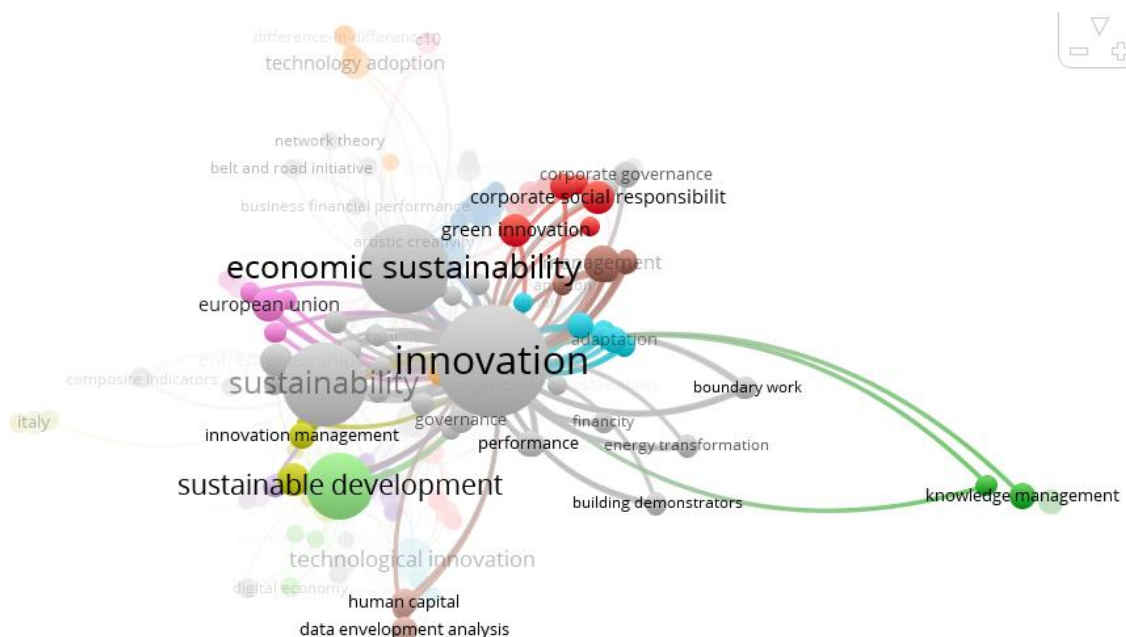 difference-in-difference
c10
technology adoption
network theory
belt and road initiative
corporate governance
corporate social responsibilit
business financial performance
green innovation
artistic creativity
economic sustainability
european union
adaptation
innovation
composite indicators
sustainability
boundary work
italy
governance
financity
innovation management
performance
energy transformation
sustainable development
knowledge management
building demonstrators
technological innovation
digital economy
human capital
data envelopment analysis